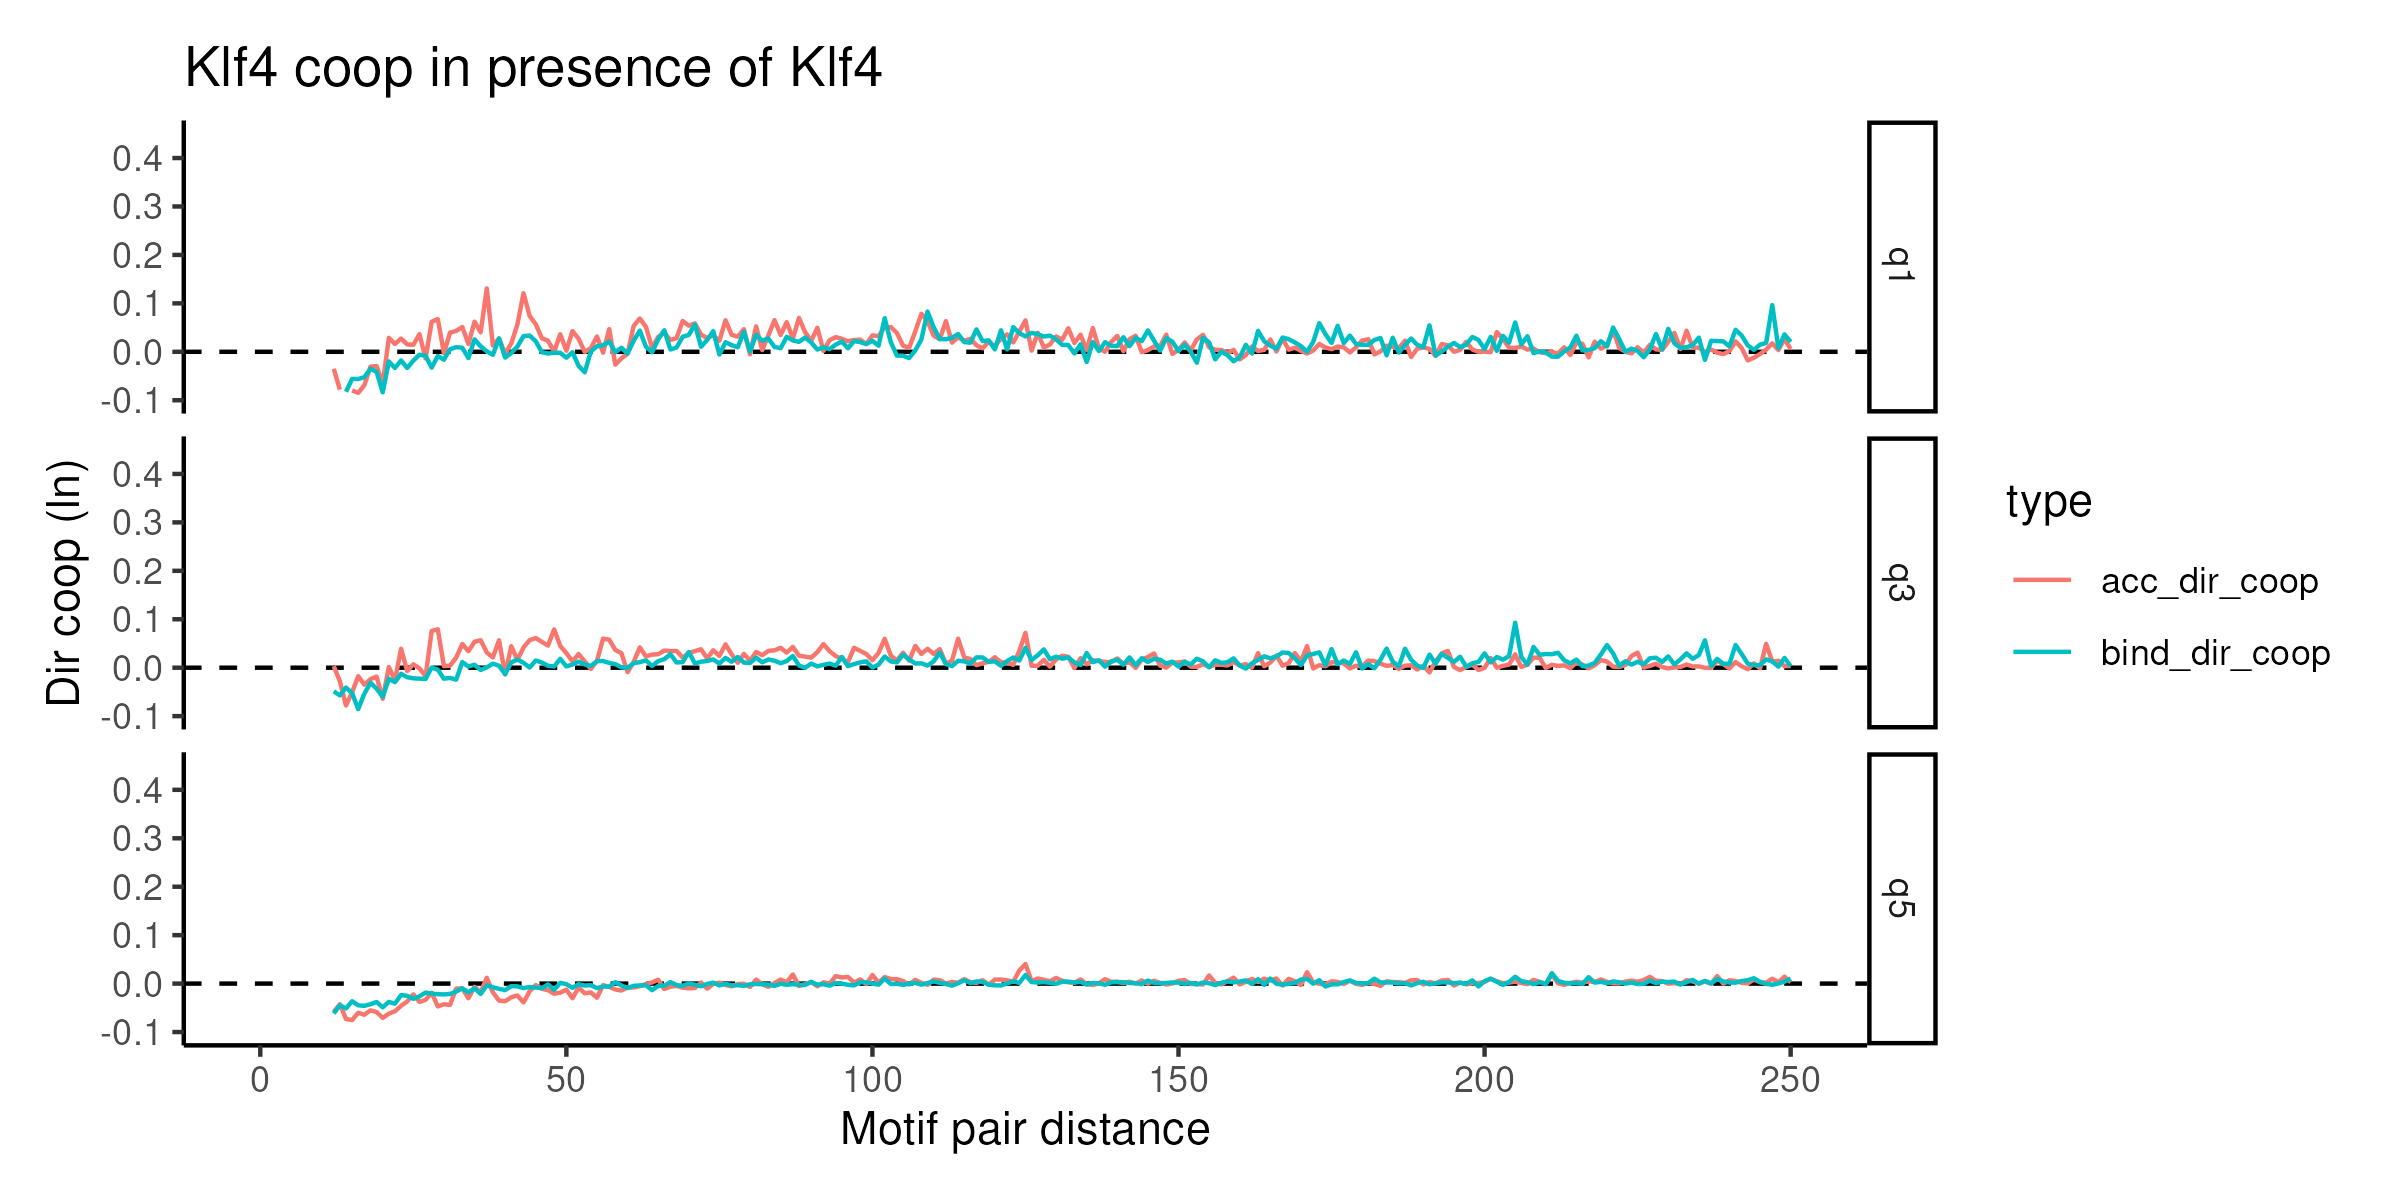 Klf4 coop in presence of Klf4
0.4
0.3
0.2
0.1
0.0
-0.1
q1
0.4
0.3
0.2
0.1
0.0
-0.1
q3
0.4
0.3
0.2
0.1
0.0
-0.1
q5
Dir coop (ln)
0 50 100 150 200 250
Motif pair distance
type
acc_dir_coop
bind_dir_coop